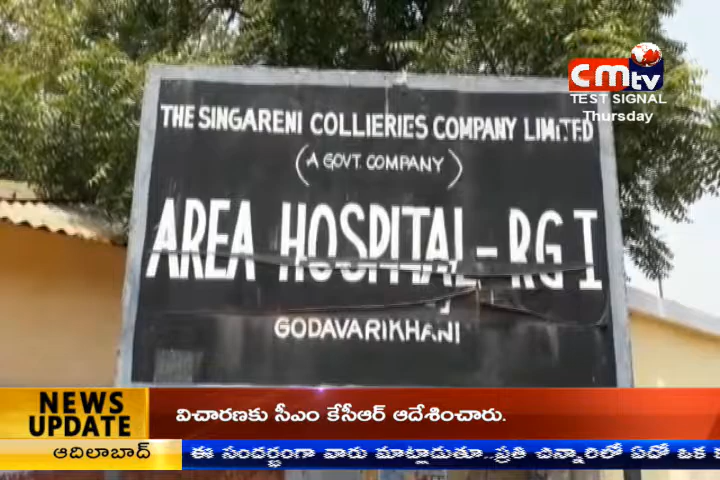 cmtv
TEST SIGNAL
Thursday
THE SINGARENI COLLIERIES COMPANY LIMITED
(A GOVT. COMPANY)
AREA HOSPITAL - RG I
GODAVARIKHANI
NEWS
UPDATE
విచారణకు సీఎం కేసీఆర్ ఆదేశించారు.
ఆదిలాబాద్
ఈ సందర్భంగా వారు మాట్లాడుతూ..ప్రతి చిన్నారిలో ఏదో ఒక